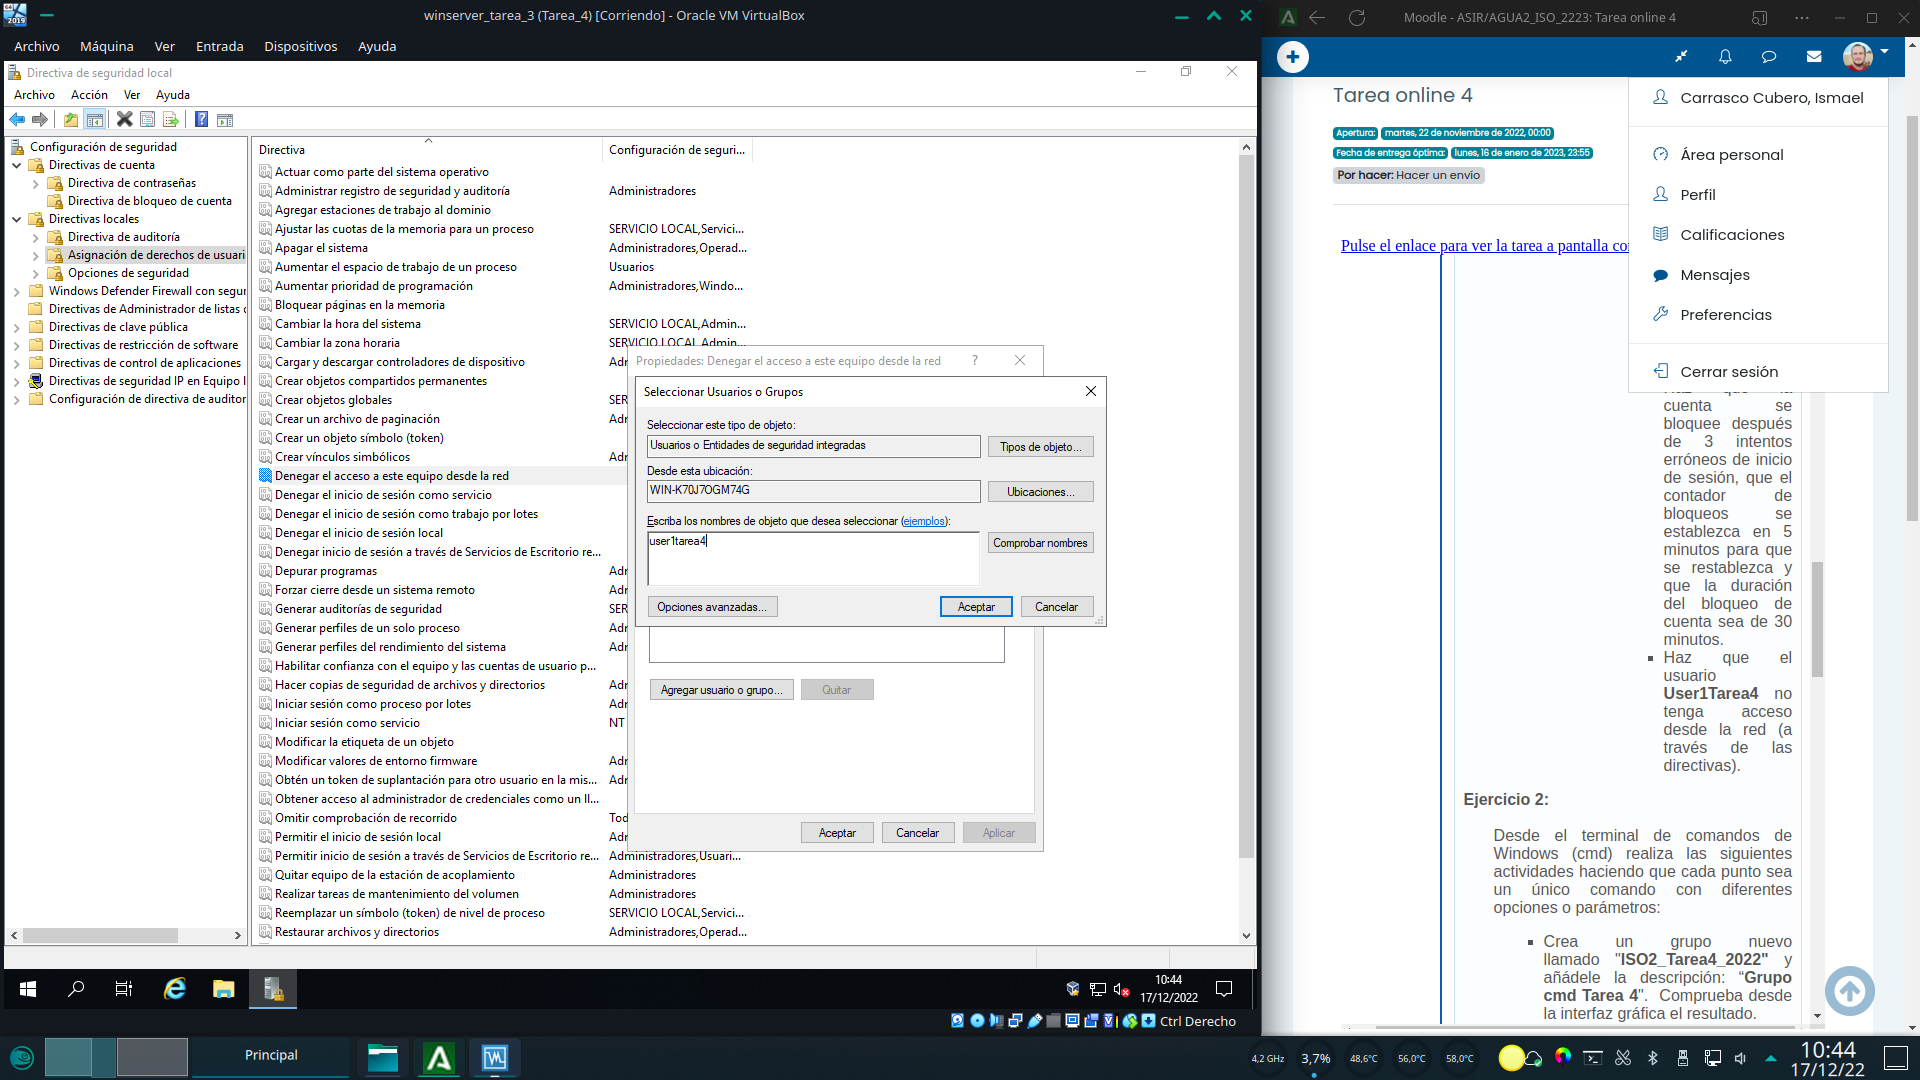 winserver_tarea_3 (Tarea_4) [Corriendo] - Oracle VM VirtualBox
Archivo Máquina Ver Entrada Dispositivos Ayuda
Directiva de seguridad local
Archivo Acción Ver Ayuda
Configuración de seguridad
Directivas de cuenta
Directiva de contraseñas
Directiva de bloqueo de cuenta
Directivas locales
Directiva de auditoría
Asignación de derechos de usuari
Opciones de seguridad
Windows Defender Firewall con segur
Directivas de Administrador de listas c
Directivas de clave pública
Directivas de restricción de software
Directivas de control de aplicaciones
Directivas de seguridad IP en Equipo l
Configuración de directiva de auditor
Directiva Configuración de seguri...
Actuar como parte del sistema operativo
Administrar registro de seguridad y auditoría Administradores
Agregar estaciones de trabajo al dominio
Ajustar las cuotas de la memoria para un proceso SERVICIO LOCAL,Servici...
Apagar el sistema Administradores,Operad...
Aumentar el espacio de trabajo de un proceso Usuarios
Aumentar prioridad de programación Administradores,Windo...
Bloquear páginas en la memoria
Cambiar la hora del sistema SERVICIO LOCAL,Admin...
Cambiar la zona horaria SERVICIO LOCAL,Admin...
Cargar y descargar controladores de dispositivo Adr
Crear objetos compartidos permanentes
Crear objetos globales SER
Crear un archivo de paginación Adr
Crear un objeto símbolo (token)
Crear vínculos simbólicos Adr
Denegar el acceso a este equipo desde la red
Denegar el inicio de sesión como servicio
Denegar el inicio de sesión como trabajo por lotes
Denegar el inicio de sesión local
Denegar inicio de sesión a través de Servicios de Escritorio re...
Depurar programas Adr
Forzar cierre desde un sistema remoto Adr
Generar auditorías de seguridad SER
Generar perfiles de un solo proceso Adr
Generar perfiles del rendimiento del sistema Adr
Habilitar confianza con el equipo y las cuentas de usuario p...
Hacer copias de seguridad de archivos y directorios Adr
Iniciar sesión como proceso por lotes Adr
Iniciar sesión como servicio NT
Modificar la etiqueta de un objeto
Modificar valores de entorno firmware Adr
Obtén un token de suplantación para otro usuario en la mis... Adr
Obtener acceso al administrador de credenciales como un ll...
Omitir comprobación de recorrido Tod
Permitir el inicio de sesión local Adr
Permitir inicio de sesión a través de Servicios de Escritorio re... Administradores,Usuari...
Quitar equipo de la estación de acoplamiento Administradores
Realizar tareas de mantenimiento del volumen Administradores
Reemplazar un símbolo (token) de nivel de proceso SERVICIO LOCAL,Servici...
Restaurar archivos y directorios Administradores,Operad...
Propiedades: Denegar el acceso a este equipo desde la red ?
Seleccionar Usuarios o Grupos
Seleccionar este tipo de objeto:
Usuarios o Entidades de seguridad integradas Tipos de objeto...
Desde esta ubicación:
WIN-K70J7OGM74G Ubicaciones...
Escriba los nombres de objeto que desea seleccionar (ejemplos):
user1tarea4 Comprobar nombres
Opciones avanzadas... Aceptar Cancelar
Agregar usuario o grupo... Quitar
Aceptar Cancelar Aplicar
10:44
17/12/2022
Ctrl Derecho
Moodle - ASIR/AGUA2_ISO_2223: Tarea online 4
Tarea online 4
Apertura: martes, 22 de noviembre de 2022, 00:00
Fecha de entrega óptima: lunes, 16 de enero de 2023, 23:55
Por hacer: Hacer un envío
Carrasco Cubero, Ismael
Área personal
Perfil
Calificaciones
Mensajes
Preferencias
Cerrar sesión
Pulse el enlace para ver la tarea a pantalla co
Haz que la
cuenta se
bloquee después
de 3 intentos
erróneos de inicio
de sesión, que el
contador de
bloqueos se
establezca en 5
minutos para que
se restablezca y
que la duración
del bloqueo de
cuenta sea de 30
minutos.
Haz que el
usuario
User1Tarea4 no
tenga acceso
desde la red (a
través de las
directivas).
Ejercicio 2:
Desde el terminal de comandos de
Windows (cmd) realiza las siguientes
actividades haciendo que cada punto sea
un único comando con diferentes
opciones o parámetros:
Crea un grupo nuevo
llamado "ISO2_Tarea4_2022" y
añádele la descripción: “Grupo
cmd Tarea 4". Comprueba desde
la interfaz gráfica el resultado.
Principal
4,2 GHz 3,7% 48,6°C 56,0°C 58,0°C
10:44
17/12/22